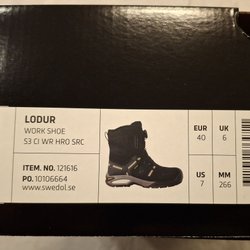 LODUR
WORK SHOE
S3 CI WR HRO SRC
ITEM NO. 121616
PO. 10106664
www.swedol.se
EUR
40
UK
6
US
7
MM
266